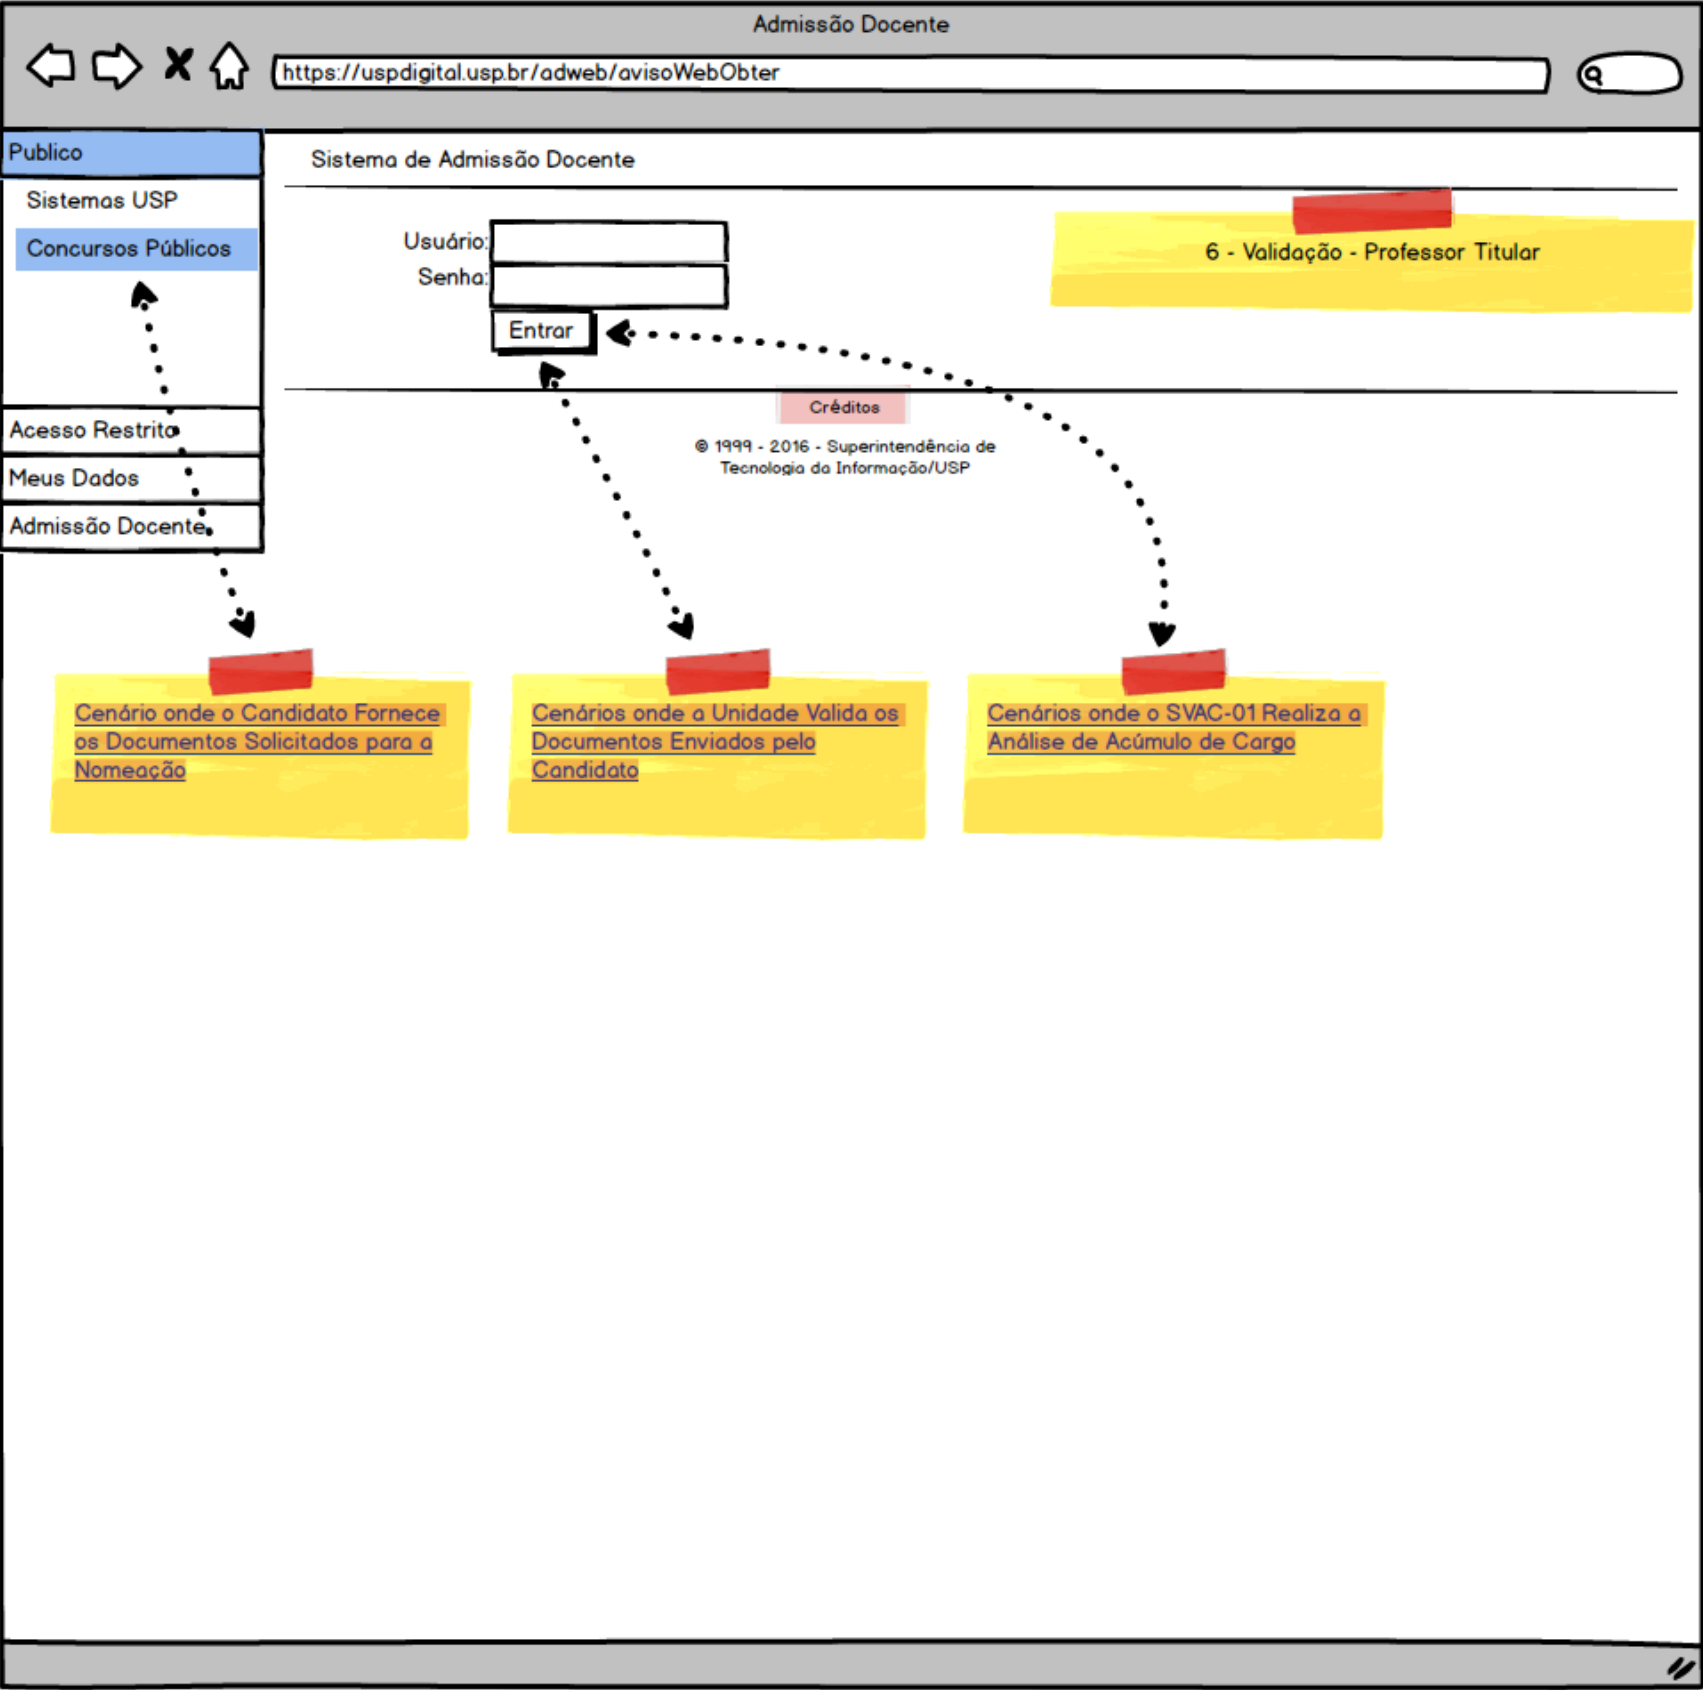 Admissão Docente
https://uspdigital.usp.br/adweb/avisoWebObter
Publico
Sistemas USP
Concursos Públicos
Acesso Restrito
Meus Dados
Admissão Docente
Sistema de Admissão Docente
Usuário:
Senha:
Entrar
6 - Validação - Professor Titular
Créditos
© 1999 - 2016 - Superintendência de
Tecnologia da Informação/USP
Cenário onde o Candidato Fornece
os Documentos Solicitados para a
Nomeação
Cenários onde a Unidade Valida os
Documentos Enviados pelo
Candidato
Cenários onde o SVAC-01 Realiza a
Análise de Acúmulo de Cargo